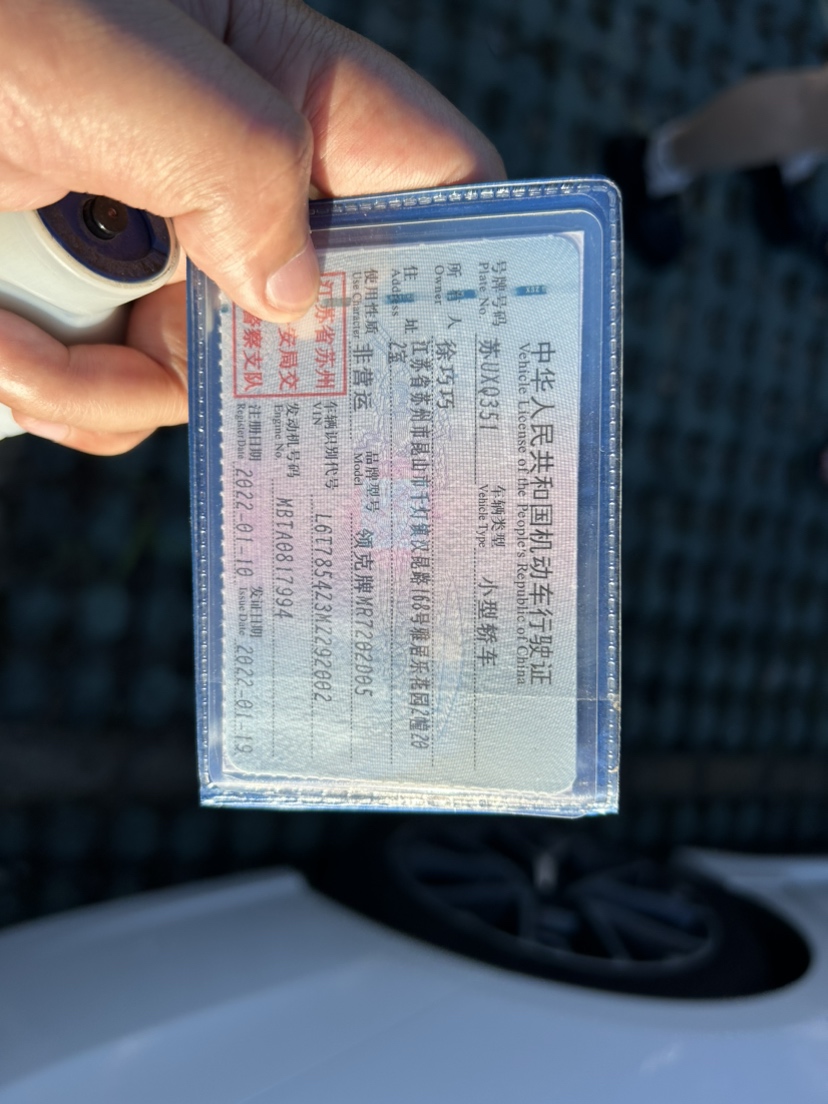 中华人民共和国机动车行驶证
Vehicle License of the People's Republic of China
号牌号码 苏UX0351 车辆类型 小型轿车
Plate No. Vehicle Type
所有人 徐巧巧
Owner
住址 江苏省苏州市昆山市千灯镇汉昆路168号雅居乐花园2幢20
Address 2室
使用性质 非营运 品牌型号 领克牌MR7202D05
Use Character Model
江苏省苏州 车辆识别代号 L6T7854Z3MZ292002
VIN
安局交 发动机号码 MBTA0817994
Engine No.
警察支队 注册日期 2022-01-10 发证日期 2022-01-19
Register Date Issue Date